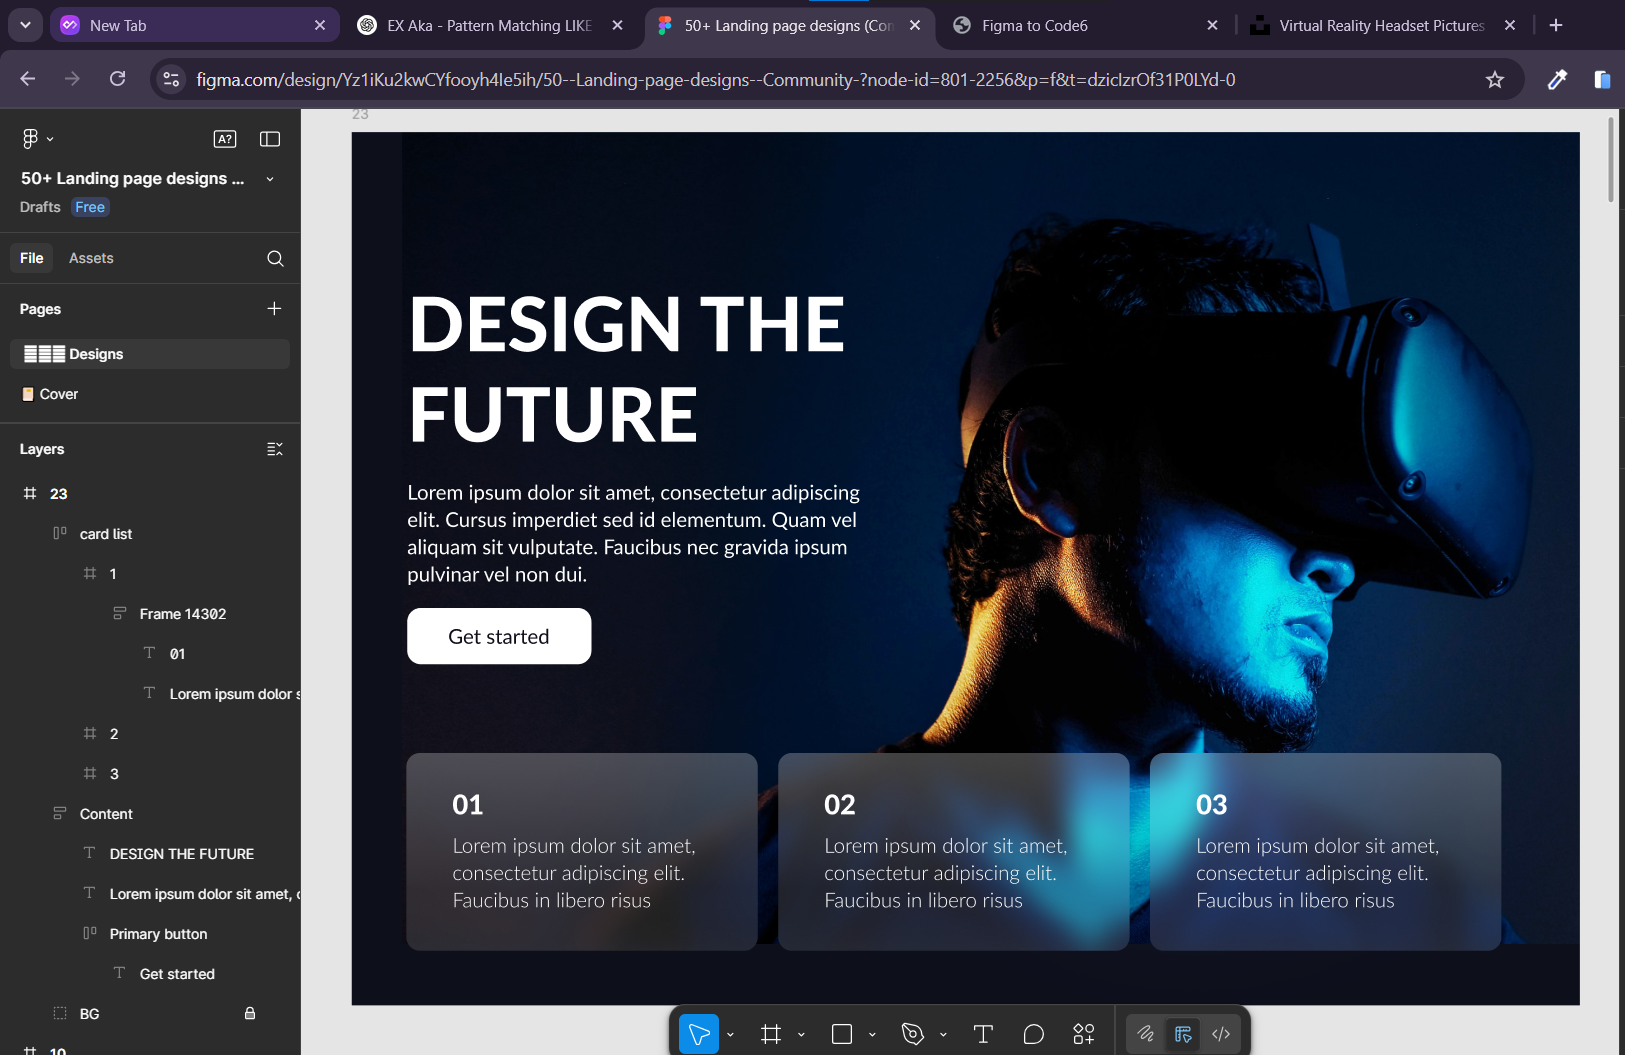 New Tab
EX Aka - Pattern Matching LIKE
50+ Landing page designs (Con
Figma to Code6
Virtual Reality Headset Pictures
figma.com/design/Yz1iKu2kwCYfooyh4Ie5ih/50--Landing-page-designs--Community-?node-id=801-2256&p=f&t=dzicIzrOf31P0LYd-0
A?
50+ Landing page designs ...
Drafts Free
File Assets
Pages
Designs
Cover
Layers
23
card list
1
Frame 14302
01
Lorem ipsum dolor s
2
3
Content
DESIGN THE FUTURE
Lorem ipsum dolor sit amet, c
Primary button
Get started
BG
10
23
DESIGN THE
FUTURE
Lorem ipsum dolor sit amet, consectetur adipiscing
elit. Cursus imperdiet sed id elementum. Quam vel
aliquam sit vulputate. Faucibus nec gravida ipsum
pulvinar vel non dui.
Get started
01
Lorem ipsum dolor sit amet,
consectetur adipiscing elit.
Faucibus in libero risus
02
Lorem ipsum dolor sit amet,
consectetur adipiscing elit.
Faucibus in libero risus
03
Lorem ipsum dolor sit amet,
consectetur adipiscing elit.
Faucibus in libero risus